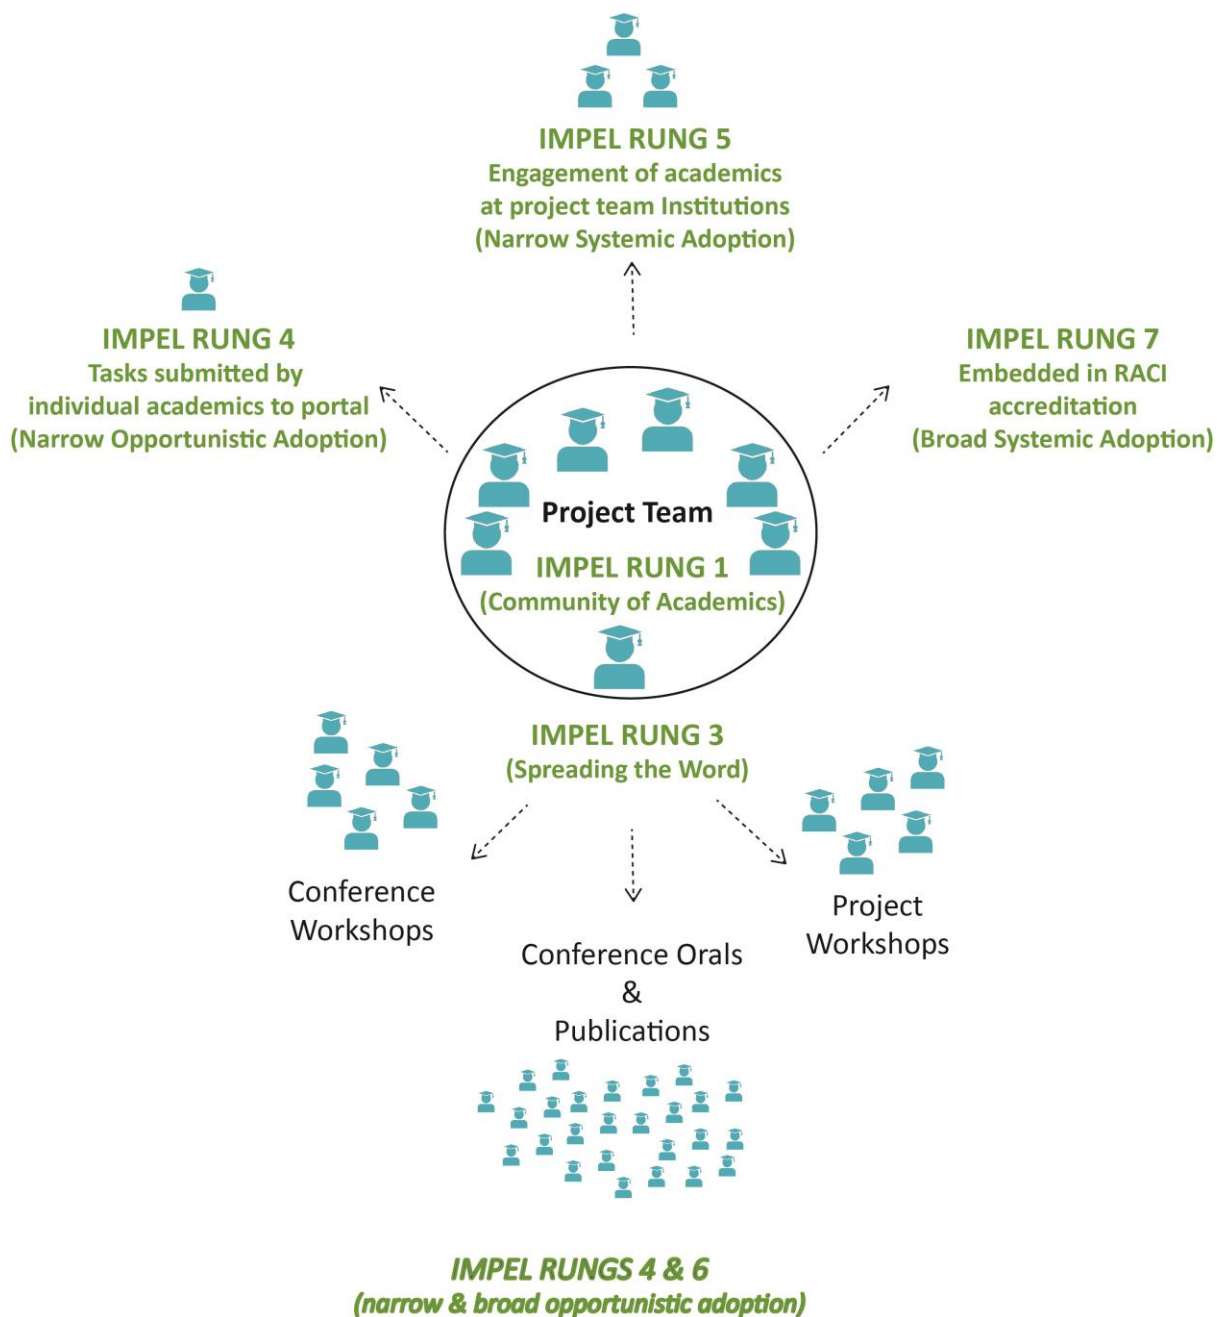 IMPEL RUNG 5
Engagement of academics
at project team Institutions
(Narrow Systemic Adoption)
IMPEL RUNG 4
Tasks submitted by
individual academics to portal
(Narrow Opportunistic Adoption)
IMPEL RUNG 7
Embedded in RACI
accreditation
(Broad Systemic Adoption)
Project Team
IMPEL RUNG 1
(Community of Academics)
IMPEL RUNG 3
(Spreading the Word)
Conference
Workshops
Conference Orals
&
Publications
Project
Workshops
IMPEL RUNGS 4 & 6
(narrow & broad opportunistic adoption)